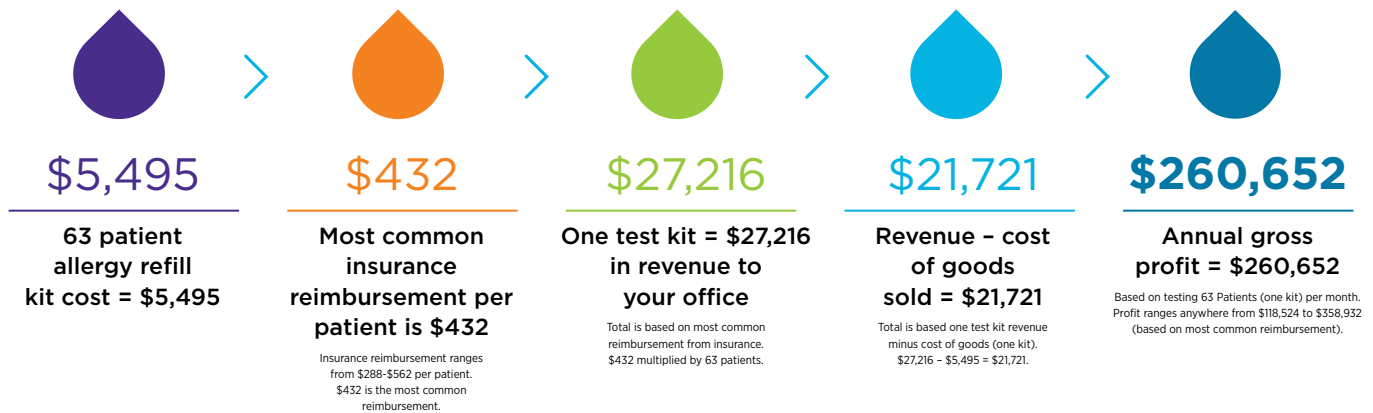 $5,495
63 patient
allergy refill
kit cost = $5,495
$432
Most common
insurance
reimbursement per
patient is $432
Insurance reimbursement ranges
from $288-$562 per patient.
$432 is the most common
reimbursement.
$27,216
One test kit = $27,216
in revenue to
your office
Total is based on most common
reimbursement from insurance.
$432 multiplied by 63 patients.
$21,721
Revenue – cost
of goods
sold = $21,721
Total is based one test kit revenue
minus cost of goods (one kit).
$27,216 – $5,495 = $21,721.
$260,652
Annual gross
profit = $260,652
Based on testing 63 Patients (one kit) per month.
Profit ranges anywhere from $118,524 to $358,932
(based on most common reimbursement).